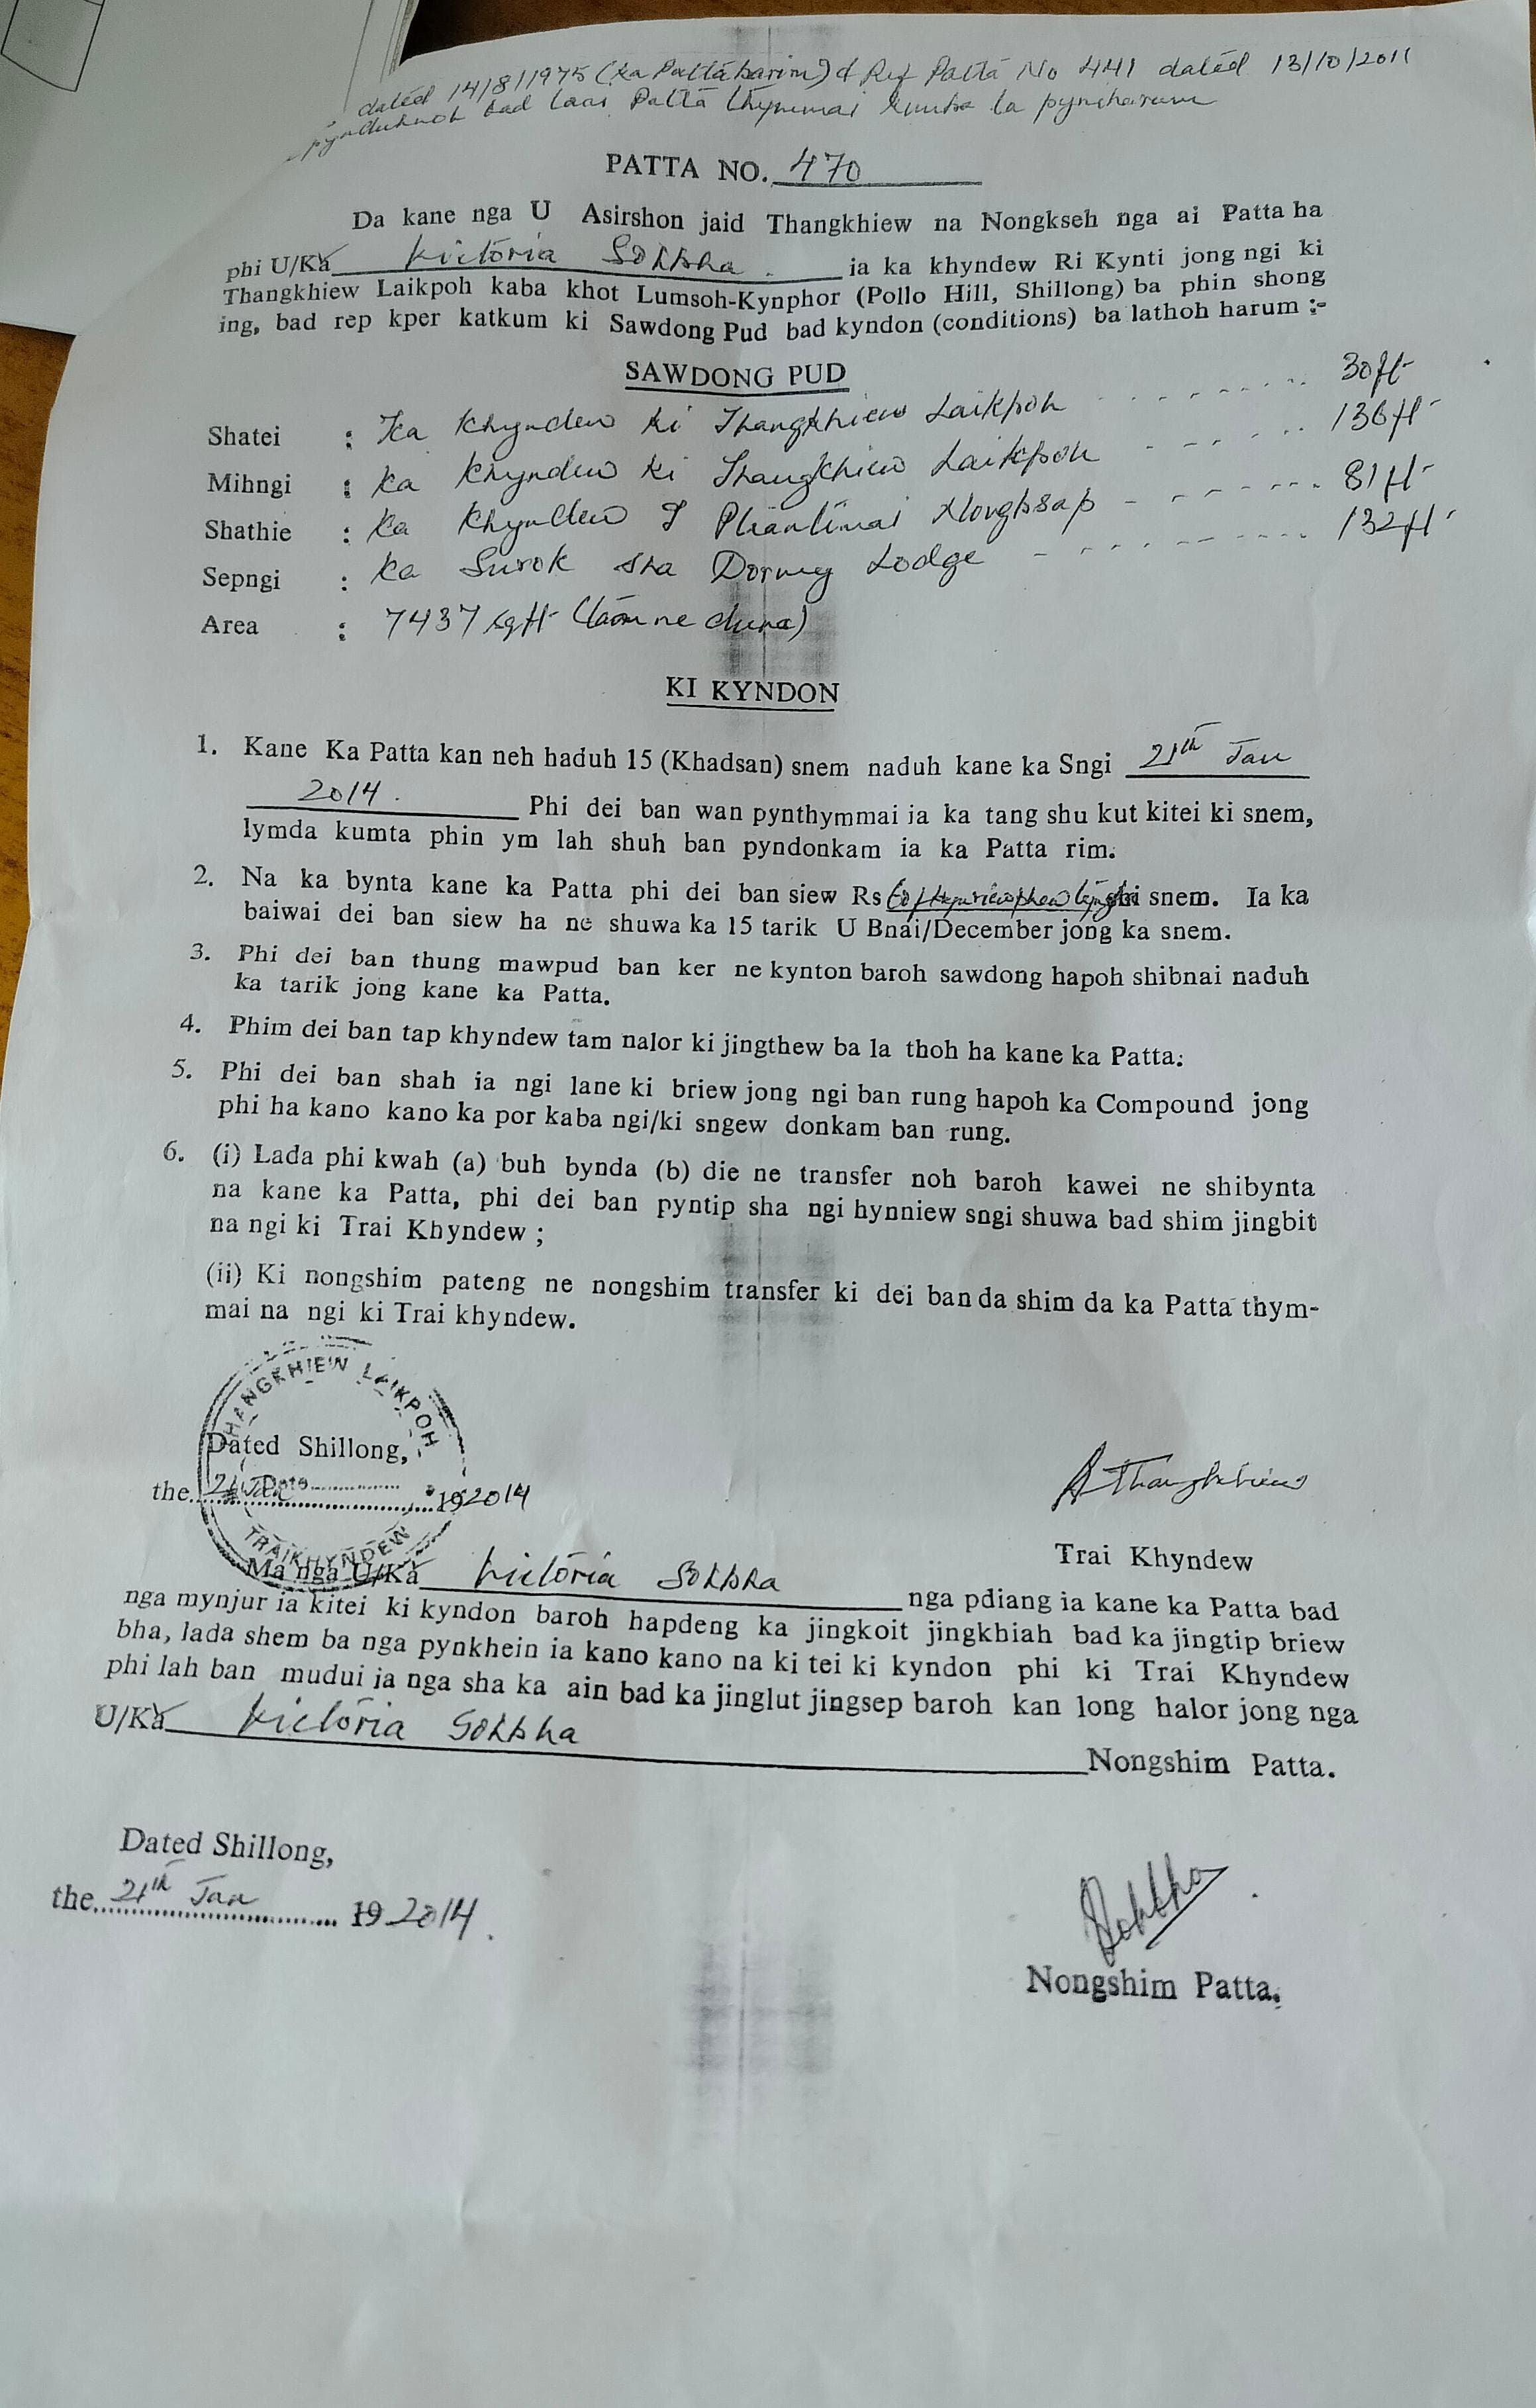 dated 14/8/1975 (Ka Patta barim) & Ref Patta No 441 dated 13/10/2011
bad Patta thymmai kumba la pynharum
PATTA NO. 470
Da kane nga U Asirshon jaid Thangkhiew na Nongkseh nga ai Patta ha
phi U/Ka Victoria Sohbha. ia ka khyndew Ri Kynti jong ngi ki
Thangkhiew Laikpoh kaba khot Lumsoh-Kynphor (Pollo Hill, Shillong) ba phin shong
ing, bad rep kper katkum ki Sawdong Pud bad kyndon (conditions) ba lathoh harum :-
SAWDONG PUD
Shatei : Ka Khyndew ki Thangkhiew Laikpoh 30ft
Mihngi : Ka Khyndew ki Thangkhiew Laikpoh 136ft
Shathie : Ka Khyndew I Nongbsap 81ft
Sepngi : Ka Surok sha Lodge 132ft
Area : 7437 sqft
KI KYNDON
1. Kane Ka Patta kan neh haduh 15 (Khadsan) snem naduh kane ka Sngi 21th Jan
2014. Phi dei ban wan pynthymmai ia ka tang shu kut kitei ki snem,
lymda kumta phin ym lah shuh ban pyndonkam ia ka Patta rim.
2. Na ka bynta kane ka Patta phi dei ban siew Rs shi snem. Ia ka
baiwai dei ban siew ha ne shuwa ka 15 tarik U Bnai/December jong ka snem.
3. Phi dei ban thung mawpud ban ker ne kynton baroh sawdong hapoh shibnai naduh
ka tarik jong kane ka Patta.
4. Phim dei ban tap khyndew tam nalor ki jingthew ba la thoh ha kane ka Patta.
5. Phi dei ban shah ia ngi lane ki briew jong ngi ban rung hapoh ka Compound jong
phi ha kano kano ka por kaba ngi/ki sngew donkam ban rung.
6. (i) Lada phi kwah (a) buh bynda (b) die ne transfer noh baroh kawei ne shibynta
na kane ka Patta, phi dei ban pyntip sha ngi hynniew sngi shuwa bad shim jingbit
na ngi ki Trai Khyndew ;
(ii) Ki nongshim pateng ne nongshim transfer ki dei ban da shim da ka Patta thym-
mai na ngi ki Trai khyndew.
THANGKHIEW LAIKPOH
Dated Shillong,
Date
the 21 Jan 19 2014
TRAIKHYNDEW
A Thangkhiew
Trai Khyndew
Ma nga U/Ka Victoria Sohbha nga pdiang ia kane ka Patta bad
nga mynjur ia kitei ki kyndon baroh hapdeng ka jingkoit jingkhiah bad ka jingtip briew
bha, lada shem ba nga pynkhein ia kano kano na ki tei ki kyndon phi ki Trai Khyndew
phi lah ban mudui ia nga sha ka ain bad ka jinglut jingsep baroh kan long halor jong nga
U/Ka Victoria Sohbha Nongshim Patta.
Dated Shillong,
the 21th Jan 19 2014.
Sohbha
Nongshim Patta.